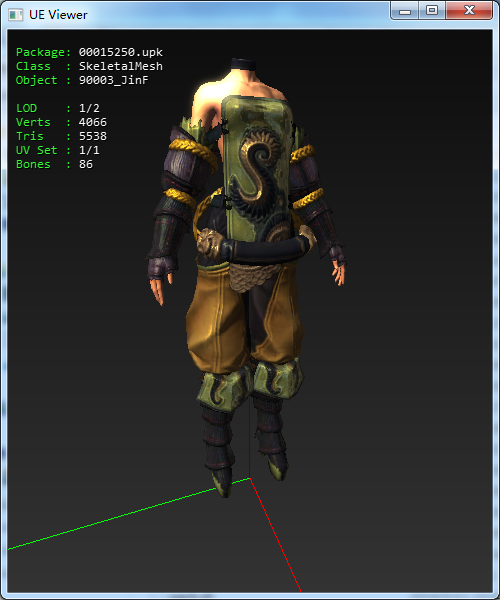 UE Viewer
Package: 00015250.upk
Class : SkeletalMesh
Object : 90003_JinF
LOD : 1/2
Verts : 4066
Tris : 5538
UV Set : 1/1
Bones : 86